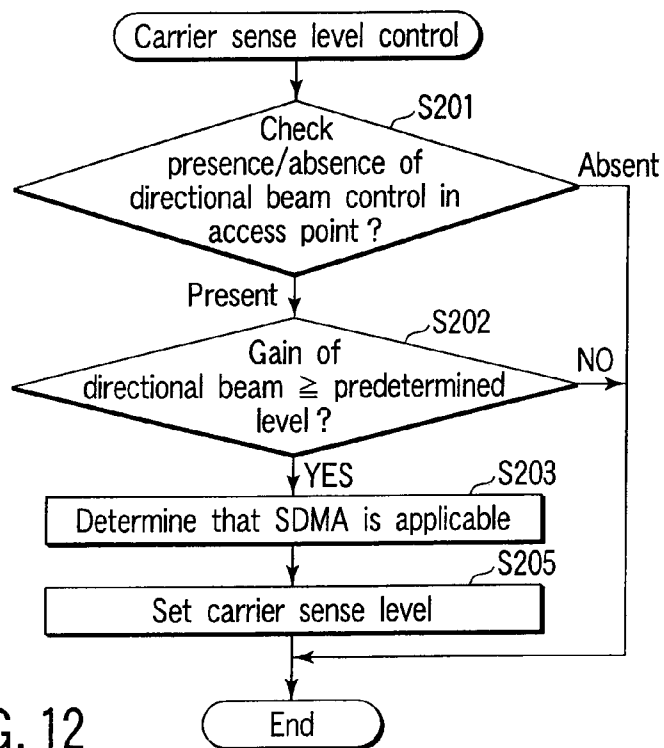 Carrier sense level control
S201
Check
presence/absence of
directional beam control in
access point ?
Absent
Present
S202
Gain of
directional beam ≧ predetermined
level ?
NO
YES
S203
Determine that SDMA is applicable
S205
Set carrier sense level
End
G. 12